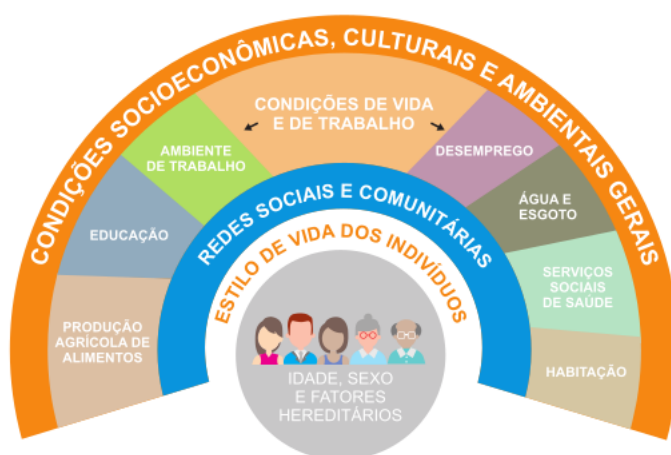 CONDIÇÕES SOCIOECONÔMICAS, CULTURAIS E AMBIENTAIS GERAIS
CONDIÇÕES DE VIDA
E DE TRABALHO
AMBIENTE
DE TRABALHO
DESEMPREGO
EDUCAÇÃO
ÁGUA E
ESGOTO
PRODUÇÃO
AGRÍCOLA DE
ALIMENTOS
SERVIÇOS
SOCIAIS
DE SAÚDE
HABITAÇÃO
REDES SOCIAIS E COMUNITÁRIAS
ESTILO DE VIDA DOS INDIVÍDUOS
IDADE, SEXO
E FATORES
HEREDITÁRIOS